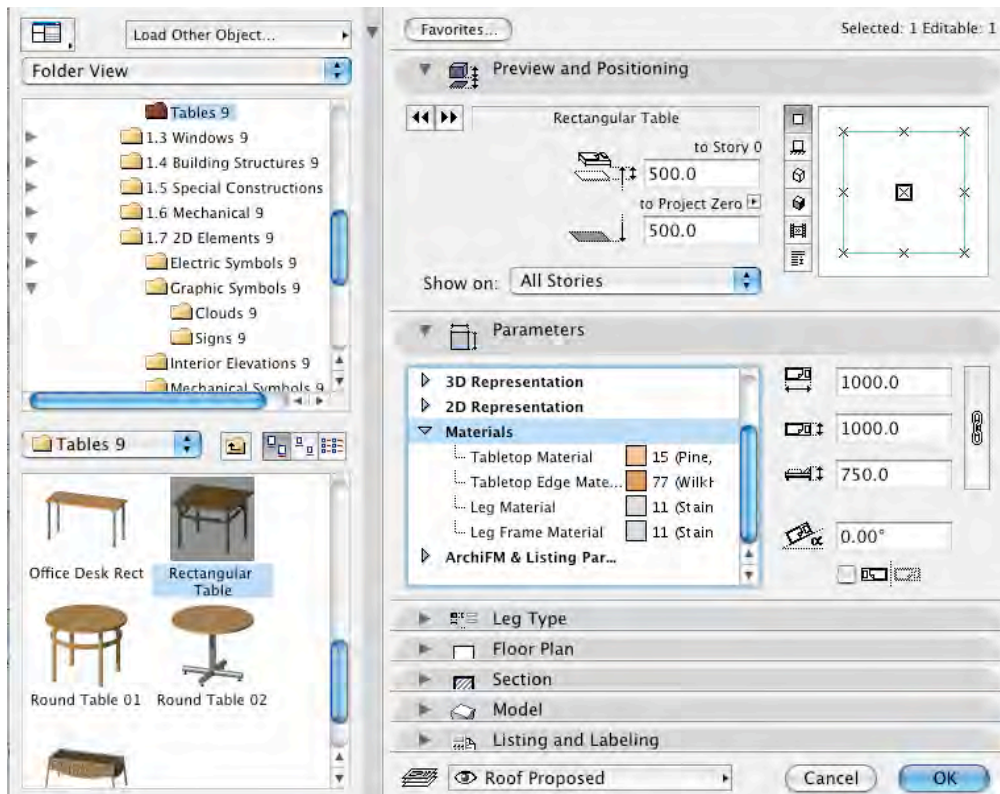 Load Other Object...
Folder View
Tables 9
1.3 Windows 9
1.4 Building Structures 9
1.5 Special Constructions
1.6 Mechanical 9
1.7 2D Elements 9
Electric Symbols 9
Graphic Symbols 9
Clouds 9
Signs 9
Interior Elevations 9
Mechanical Symbols 9
Tables 9
Office Desk Rect
Rectangular
Table
Round Table 01
Round Table 02
Favorites...
Selected: 1 Editable: 1
Preview and Positioning
Rectangular Table
to Story 0
500.0
to Project Zero
500.0
Show on: All Stories
Parameters
3D Representation
2D Representation
Materials
Tabletop Material 15 (Pine,
Tabletop Edge Mate... 77 (Wilkh
Leg Material 11 (Stain
Leg Frame Material 11 (Stain
ArchiFM & Listing Par...
1000.0
1000.0
750.0
α 0.00°
Leg Type
Floor Plan
Section
Model
Listing and Labeling
Roof Proposed
Cancel
OK